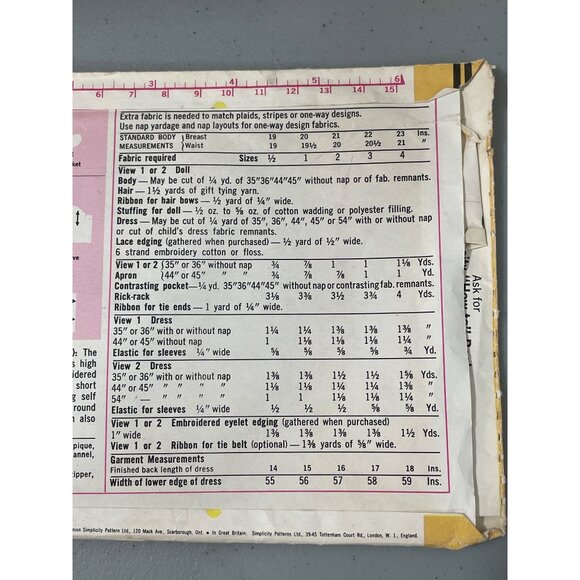 3 4 5 6
6 7 8 9 10 11 12 13 14 15
Extra fabric is needed to match plaids, stripes or one-way designs.
Use nap yardage and nap layouts for one-way design fabrics.
STANDARD BODY { Breast 19 20 21 22 23 Ins.
MEASUREMENTS { Waist 19 19½ 20 20½ 21 "
Fabric required Sizes ½ 1 2 3 4
View 1 or 2 Doll
Body — May be cut of ¼ yd. of 35"36"44"45" without nap or of fab. remnants.
Hair — 1½ yards of gift tying yarn.
Ribbon for hair bows — ½ yard of ¼" wide.
Stuffing for doll — ½ oz. to ⅝ oz. of cotton wadding or polyester filling.
Dress — May be cut of ¼ yard of 35", 36", 44", 45" or 54" with or without nap
or cut of child's dress fabric remnants.
Lace edging (gathered when purchased) — ½ yard of ½" wide.
6 strand embroidery cotton or floss.
View 1 or 2 {35" or 36" without nap ¾ ⅞ 1 1 1⅛ Yds.
Apron {44" or 45" " " ¾ ⅞ ⅞ 1 1 Yd.
Contrasting pocket—¼ yd. 35"36"44"45" without nap or contrasting fab. remnants.
Rick-rack 3⅛ 3⅜ 3½ 3¾ 4 Yds.
Ribbon for tie ends — 1 yard of ¼" wide.
View 1 Dress
35" or 36" with or without nap 1¼ 1¼ 1¼ 1⅜ 1⅜ "
44" or 45" without nap 1 1⅛ 1⅛ 1⅛ 1¼ "
Elastic for sleeves ¼" wide ⅝ ⅝ ⅝ ⅝ ¾ Yd.
View 2 Dress
35" or 36" with or without nap 1⅜ 1⅜ 1½ 1½ 1⅝ Yds.
44" or 45" " " " " 1⅛ 1⅛ 1¼ 1¼ 1⅜ "
54" — " " " " 1 1 1 1⅛ 1⅛ "
Elastic for sleeves ¼" wide ½ ½ ½ ⅝ ⅝ Yd.
View 1 or 2 Embroidered eyelet edging (gathered when purchased)
1" wide 1⅜ 1⅜ 1⅜ 1⅜ 1½ Yds.
View 1 or 2 Ribbon for tie belt (optional) — 1⅜ yards of ⅝" wide.
Garment Measurements
Finished back length of dress 14 15 16 17 18 Ins.
Width of lower edge of dress 55 56 57 58 59 Ins.
ket
ve
O: The
s high
idered
short
g self
round
n also
pique,
annel,
ipper,
Ask for
nian Simplicity Pattern Ltd., 120 Mack Ave., Scarborough, Ont. • In Great Britain: Simplicity Patterns Ltd., 39-45 Tottenham Court Rd., London, W. 1., England.